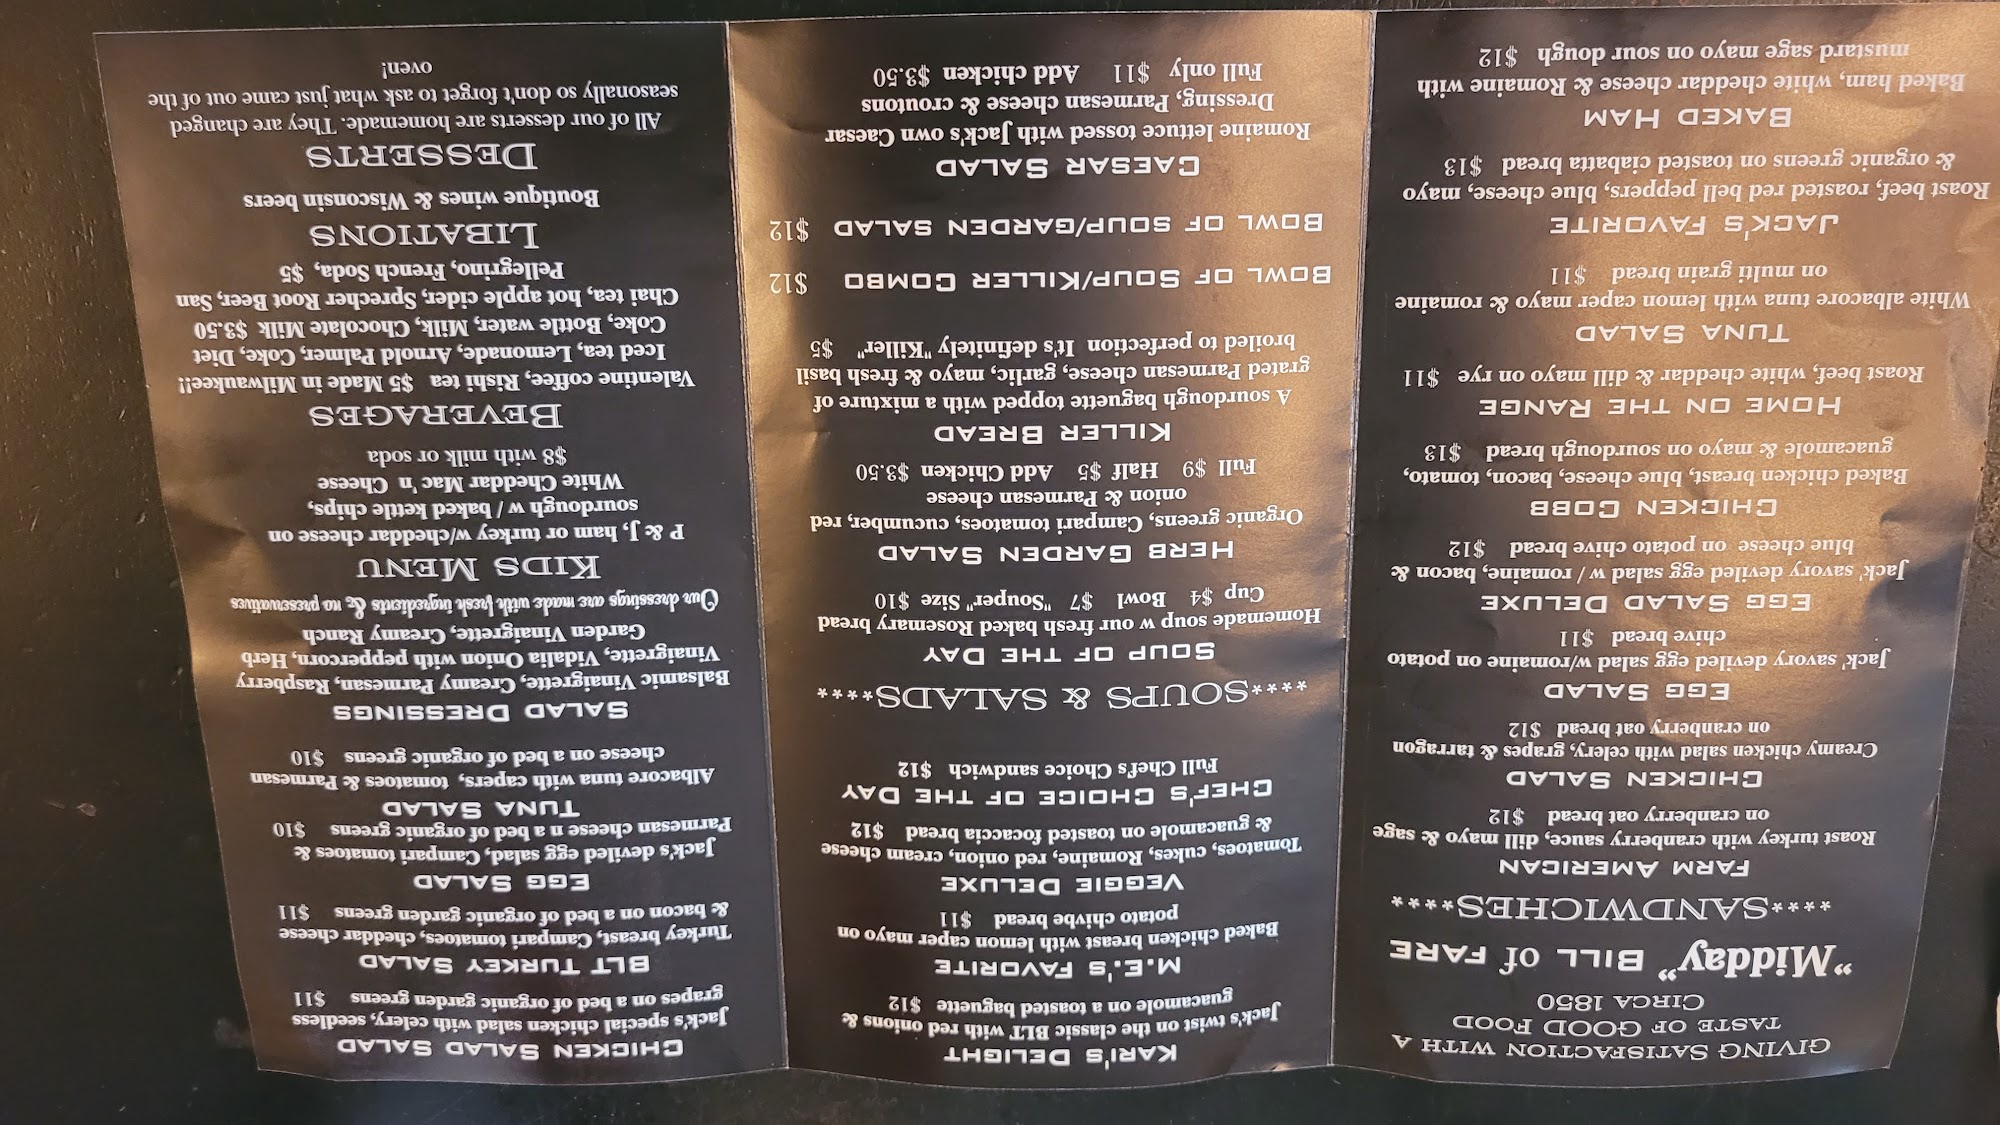 GIVING SATISFACTION WITH A
TASTE OF GOOD FOOD
CIRCA 1850
"Midday" BILL of FARE
****SANDWICHES****
FARM AMERICAN
Roast turkey with cranberry sauce, dill mayo & sage
on cranberry oat bread $12
CHICKEN SALAD
Creamy chicken salad with celery, grapes & tarragon
on cranberry oat bread $12
EGG SALAD
Jack' savory deviled egg salad w/romaine on potato
chive bread $11
EGG SALAD DELUXE
Jack' savory deviled egg salad w / romaine, bacon &
blue cheese on potato chive bread $12
CHICKEN COBB
Baked chicken breast, blue cheese, bacon, tomato,
guacamole & mayo on sourdough bread $13
HOME ON THE RANGE
Roast beef, white cheddar & dill mayo on rye $11
TUNA SALAD
White albacore tuna with lemon caper mayo & romaine
on multi grain bread $11
JACK'S FAVORITE
Roast beef, roasted red bell peppers, blue cheese, mayo
& organic greens on toasted ciabatta bread $13
BAKED HAM
Baked ham, white cheddar cheese & Romaine with
mustard sage mayo on sour dough $12
KARI'S DELIGHT
Jack's twist on the classic BLT with red onions &
guacamole on a toasted baguette $12
M.E.'S FAVORITE
Baked chicken breast with lemon caper mayo on
potato chivbe bread $11
VEGGIE DELUXE
Tomatoes, cukes, Romaine, red onion, cream cheese
& guacamole on toasted focaccia bread $12
CHEF'S CHOICE OF THE DAY
Full Chef's Choice sandwich $12
****SOUPS & SALADS****
SOUP OF THE DAY
Homemade soup w our fresh baked Rosemary bread
Cup $4 Bowl $7 "Souper" Size $10
HERB GARDEN SALAD
Organic greens, Campari tomatoes, cucumber, red
onion & Parmesan cheese
Full $9 Half $5 Add Chicken $3.50
KILLER BREAD
A sourdough baguette topped with a mixture of
grated Parmesan cheese, garlic, mayo & fresh basil
broiled to perfection It's definitely "Killer" $5
BOWL OF SOUP/KILLER COMBO $12
BOWL OF SOUP/GARDEN SALAD $12
CAESAR SALAD
Romaine lettuce tossed with Jack's own Caesar
Dressing, Parmesan cheese & croutons
Full only $11 Add chicken $3.50
CHICKEN SALAD SALAD
Jack's special chicken salad with celery, seedless
grapes on a bed of organic garden greens $11
BLT TURKEY SALAD
Turkey breast, Campari tomatoes, cheddar cheese
& bacon on a bed of organic garden greens $11
EGG SALAD
Jack's deviled egg salad, Campari tomatoes &
Parmesan cheese n a bed of organic greens $10
TUNA SALAD
Albacore tuna with capers, tomatoes & Parmesan
cheese on a bed of organic greens $10
SALAD DRESSINGS
Balsamic Vinaigrette, Creamy Parmesan, Raspberry
Vinaigrette, Vidalia Onion with peppercorn, Herb
Garden Vinaigrette, Creamy Ranch
Our dressings are made with fresh ingredients & no preservatives
KIDS MENU
P & J, ham or turkey w/cheddar cheese on
sourdough w / baked kettle chips,
White Cheddar Mac 'n Cheese
$8 with milk or soda
BEVERAGES
Valentine coffee, Rishi tea $5 Made in Milwaukee!!
Iced tea, Lemonade, Arnold Palmer, Coke, Diet
Coke, Bottle water, Milk, Chocolate Milk $3.50
Chai tea, hot apple cider, Sprecher Root Beer, San
Pellegrino, French Soda, $5
LIBATIONS
Boutique wines & Wisconsin beers
DESSERTS
All of our desserts are homemade. They are changed
seasonally so don't forget to ask what just came out of the
oven!